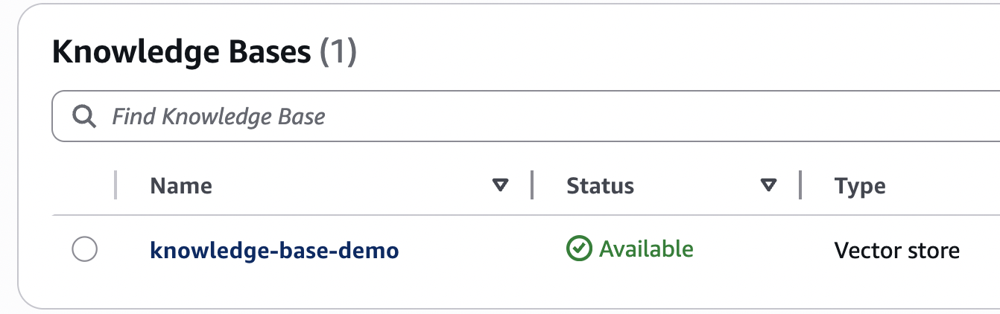 Knowledge Bases (1)
Find Knowledge Base
Name Status Type
knowledge-base-demo Available Vector store